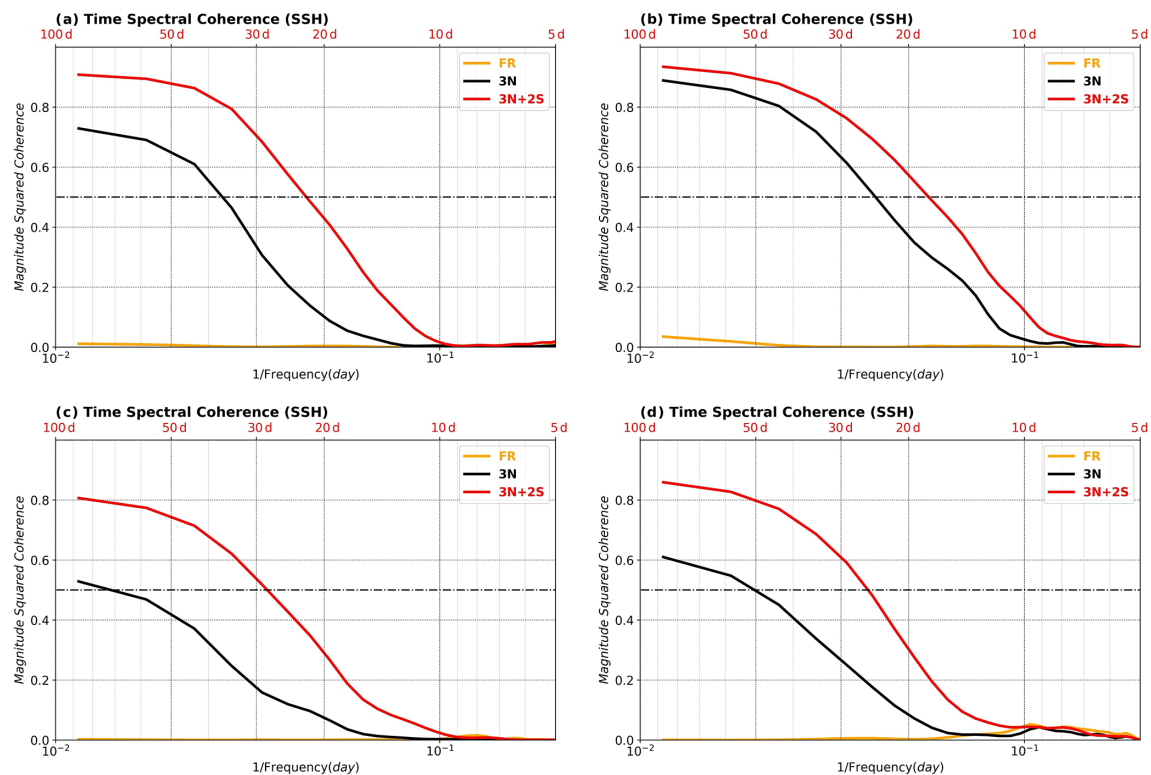 (a) Time Spectral Coherence (SSH)
100 d 50 d 30 d 20 d 10 d 5 d
FR
3N
3N+2S
0.8
0.6
0.4
0.2
0.0
Magnitude Squared Coherence
10⁻² 10⁻¹
1/Frequency(day)
(b) Time Spectral Coherence (SSH)
100 d 50 d 30 d 20 d 10 d 5 d
FR
3N
3N+2S
0.8
0.6
0.4
0.2
0.0
Magnitude Squared Coherence
10⁻² 10⁻¹
1/Frequency(day)
(c) Time Spectral Coherence (SSH)
100 d 50 d 30 d 20 d 10 d 5 d
FR
3N
3N+2S
0.8
0.6
0.4
0.2
0.0
Magnitude Squared Coherence
10⁻² 10⁻¹
1/Frequency(day)
(d) Time Spectral Coherence (SSH)
100 d 50 d 30 d 20 d 10 d 5 d
FR
3N
3N+2S
0.8
0.6
0.4
0.2
0.0
Magnitude Squared Coherence
10⁻² 10⁻¹
1/Frequency(day)